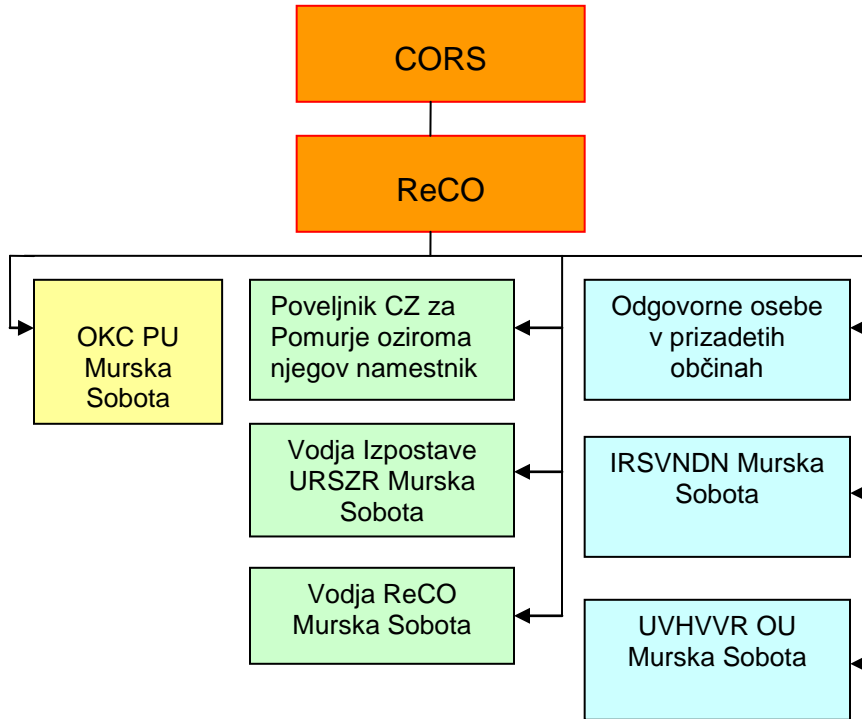 CORS
ReCO
OKC PU
Murska
Sobota
Poveljnik CZ za
Pomurje oziroma
njegov namestnik
Odgovorne osebe
v prizadetih
občinah
Vodja Izpostave
URSZR Murska
Sobota
IRSVNDN Murska
Sobota
Vodja ReCO
Murska Sobota
UVHVVR OU
Murska Sobota